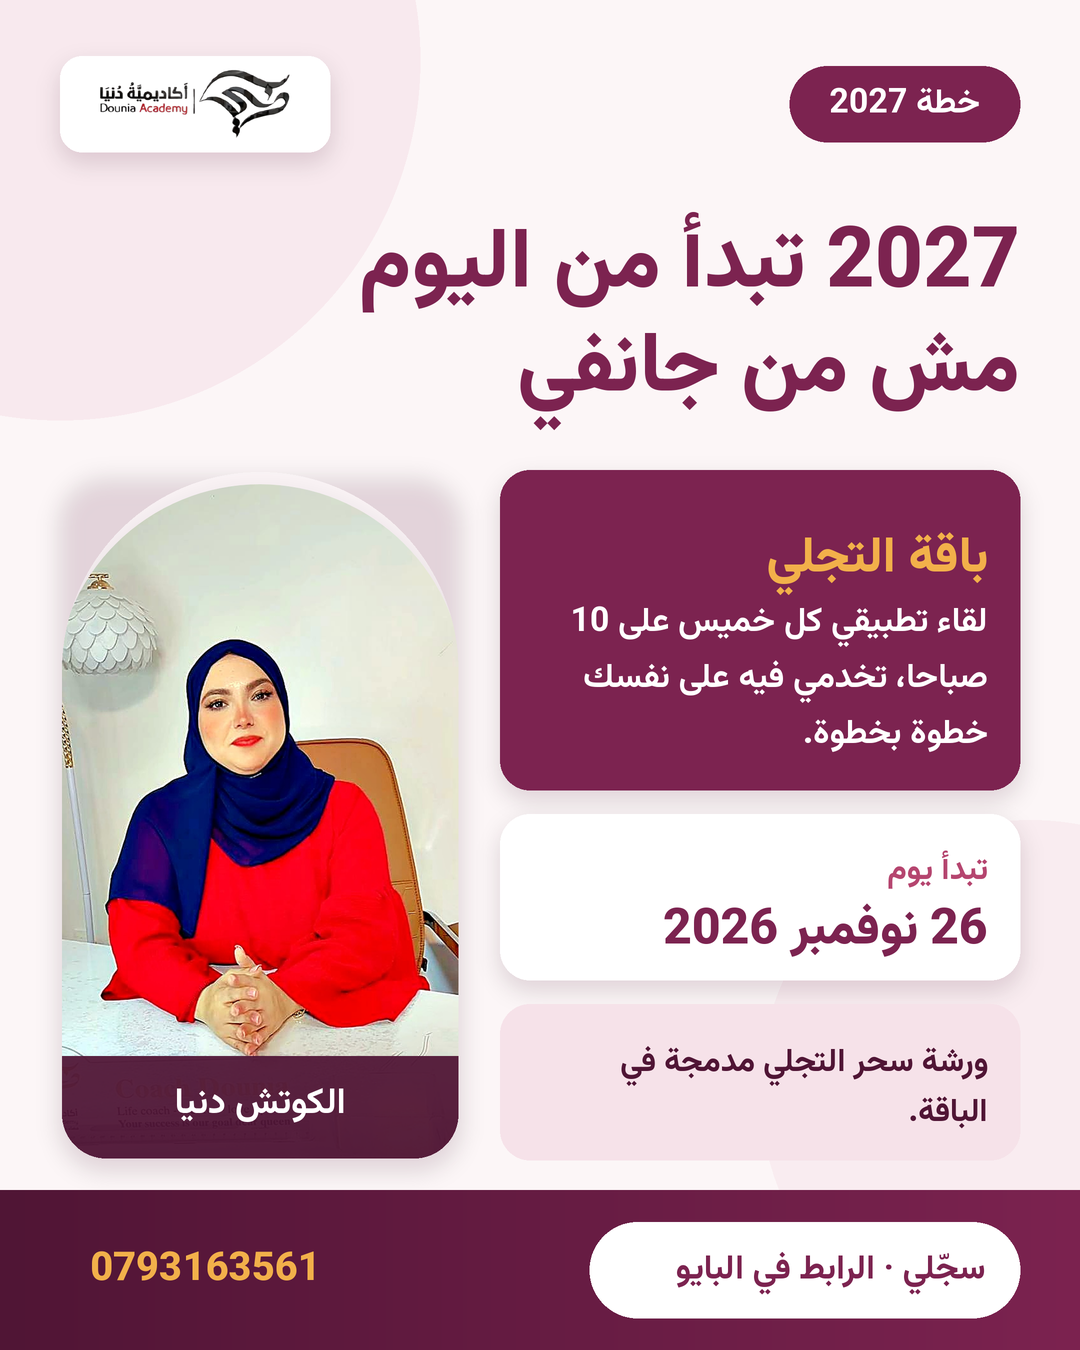 خطة 2027
أكاديميَّةُ دُنيَا
Dounia Academy
2027 تبدأ من اليوم
مش من جانفي
باقة التجلي
لقاء تطبيقي كل خميس على 10
صباحا، تخدمي فيه على نفسك
خطوة بخطوة.
تبدأ يوم
26 نوفمبر 2026
ورشة سحر التجلي مدمجة في
الباقة.
الكوتش دنيا
سجّلي · الرابط في البايو
0793163561